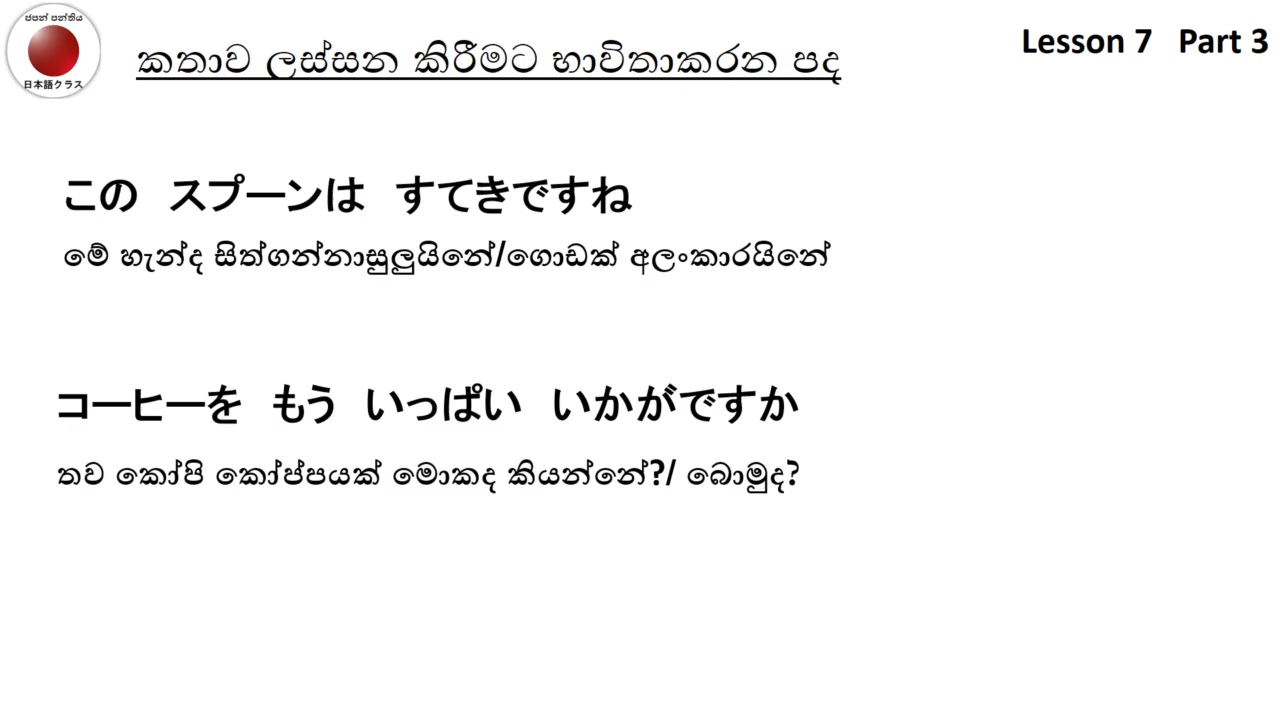 ජපන් පන්තිය
日本語クラス
කතාව ලස්සන කිරීමට භාවිතාකරන පද
Lesson 7 Part 3
この スプーンは すてきですね
මේ හැන්ද සිත්ගන්නාසුලුයිනේ/ගොඩක් අලංකාරයිනේ
コーヒーを もう いっぱい いかがですか
තව කෝපි කෝප්පයක් මොකද කියන්නේ?/ බොමුද?